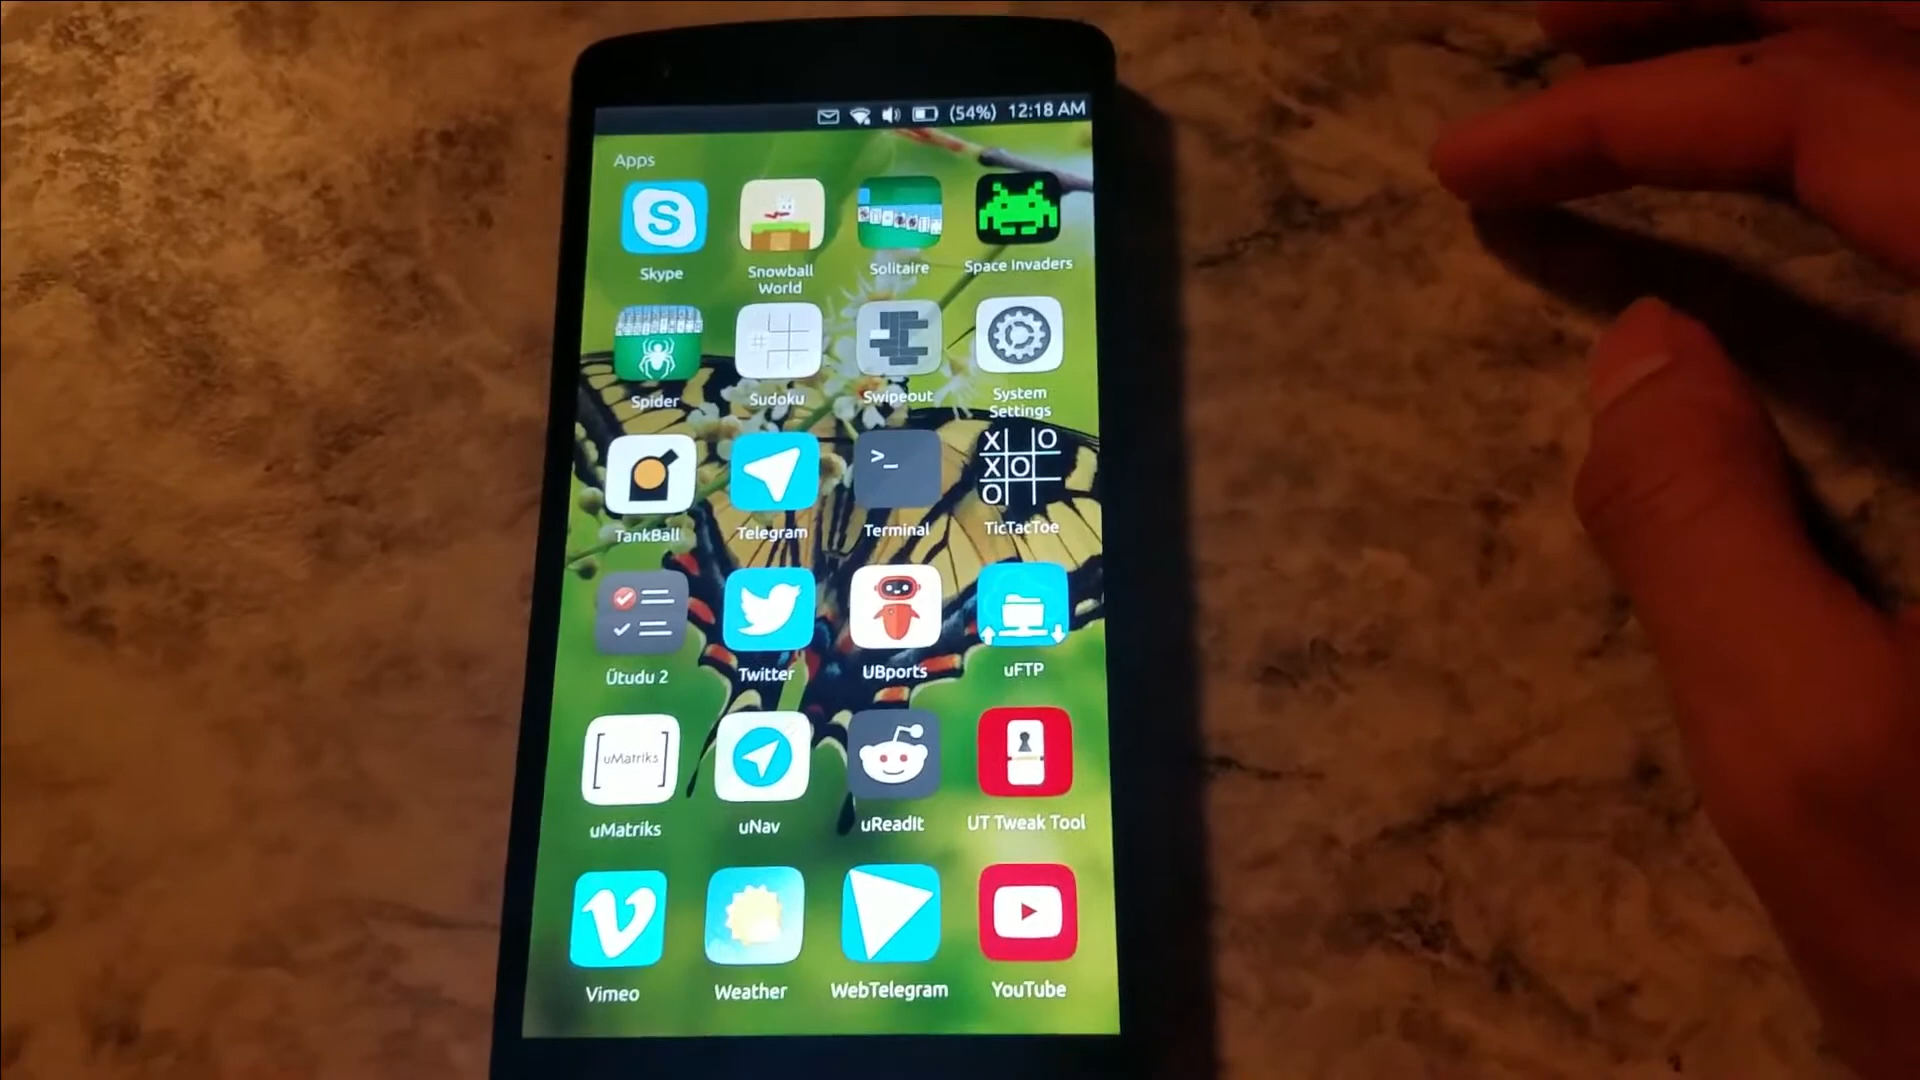 (54%) 12:18 AM
Apps
S
Skype
Snowball
World
Solitaire
Space Invaders
Spider
#
Sudoku
Swipeout
System
Settings
TankBall
Telegram
>_
Terminal
X O
X O
O
TicTacToe
Ütudu 2
Twitter
UBports
uFTP
[uMatriks]
uMatriks
uNav
uReadIt
UT Tweak Tool
V
Vimeo
Weather
WebTelegram
YouTube